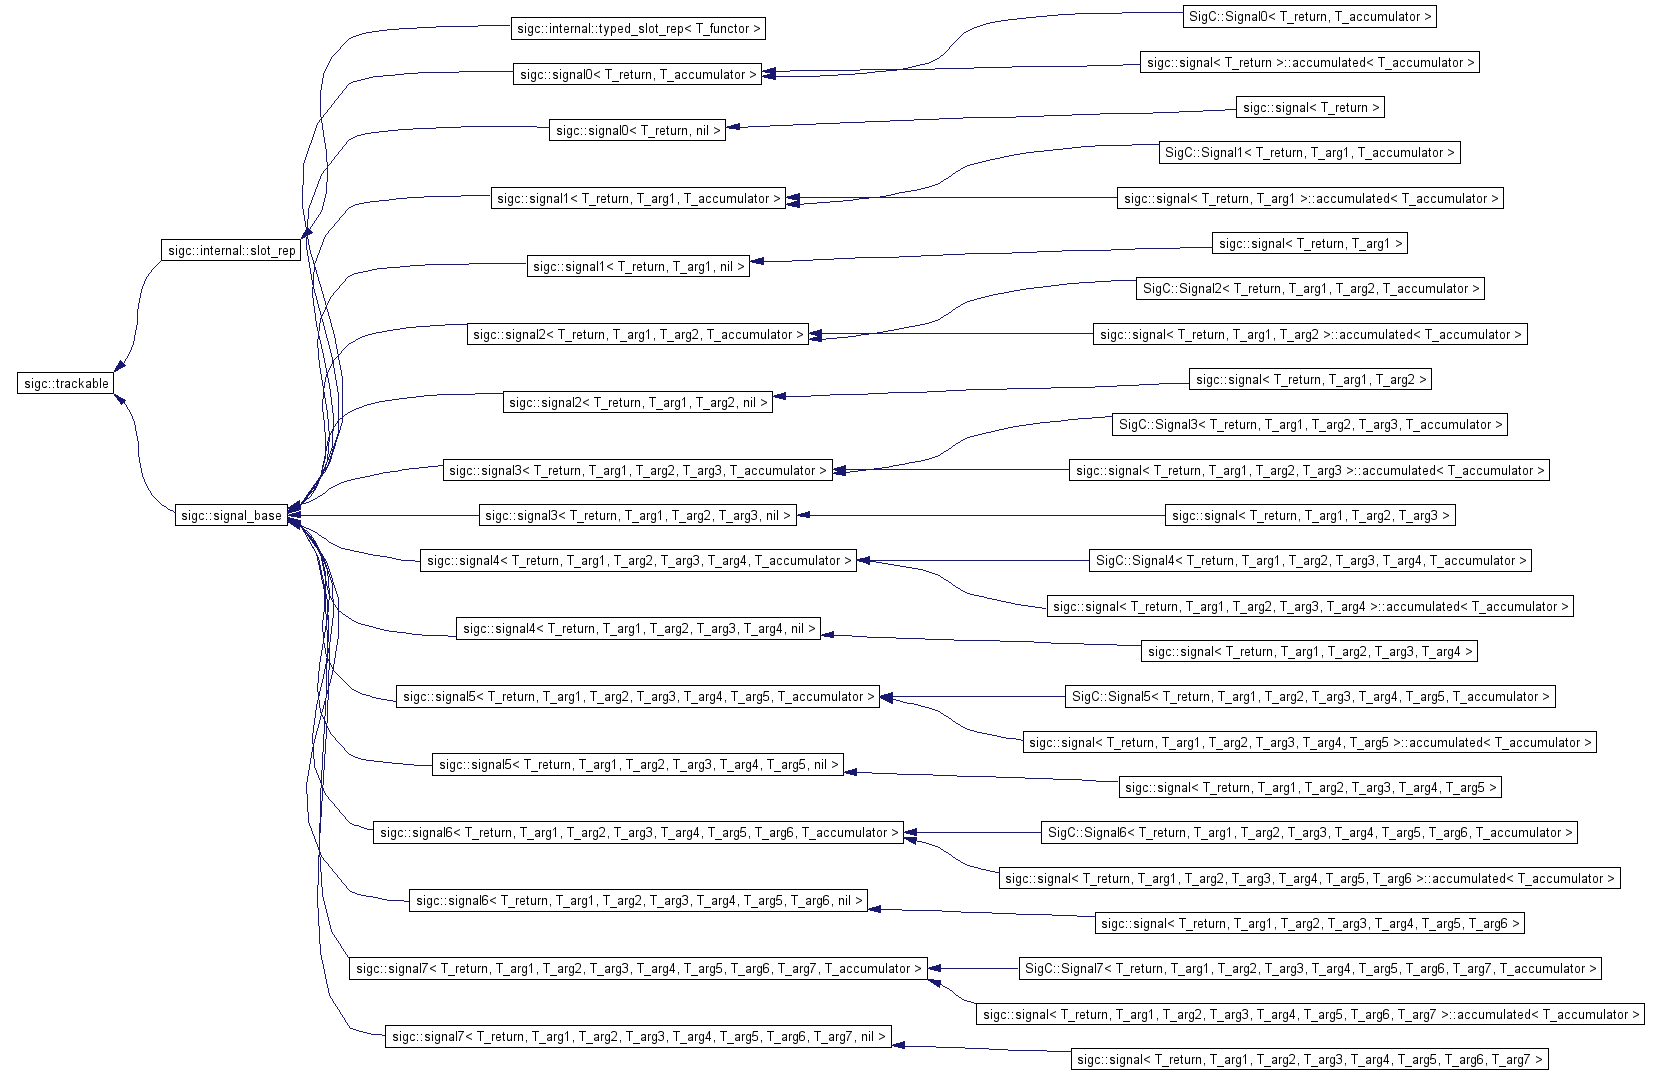 sigc::internal::typed_slot_rep< T_functor >
SigC::Signal0< T_return, T_accumulator >
sigc::signal0< T_return, T_accumulator >
sigc::signal< T_return >::accumulated< T_accumulator >
sigc::signal0< T_return, nil >
sigc::signal< T_return >
SigC::Signal1< T_return, T_arg1, T_accumulator >
sigc::signal1< T_return, T_arg1, T_accumulator >
sigc::signal< T_return, T_arg1 >::accumulated< T_accumulator >
sigc::internal::slot_rep
sigc::signal< T_return, T_arg1 >
sigc::signal1< T_return, T_arg1, nil >
SigC::Signal2< T_return, T_arg1, T_arg2, T_accumulator >
sigc::signal2< T_return, T_arg1, T_arg2, T_accumulator >
sigc::signal< T_return, T_arg1, T_arg2 >::accumulated< T_accumulator >
sigc::trackable
sigc::signal< T_return, T_arg1, T_arg2 >
sigc::signal2< T_return, T_arg1, T_arg2, nil >
SigC::Signal3< T_return, T_arg1, T_arg2, T_arg3, T_accumulator >
sigc::signal3< T_return, T_arg1, T_arg2, T_arg3, T_accumulator >
sigc::signal< T_return, T_arg1, T_arg2, T_arg3 >::accumulated< T_accumulator >
sigc::signal_base
sigc::signal3< T_return, T_arg1, T_arg2, T_arg3, nil >
sigc::signal< T_return, T_arg1, T_arg2, T_arg3 >
sigc::signal4< T_return, T_arg1, T_arg2, T_arg3, T_arg4, T_accumulator >
SigC::Signal4< T_return, T_arg1, T_arg2, T_arg3, T_arg4, T_accumulator >
sigc::signal< T_return, T_arg1, T_arg2, T_arg3, T_arg4 >::accumulated< T_accumulator >
sigc::signal4< T_return, T_arg1, T_arg2, T_arg3, T_arg4, nil >
sigc::signal< T_return, T_arg1, T_arg2, T_arg3, T_arg4 >
sigc::signal5< T_return, T_arg1, T_arg2, T_arg3, T_arg4, T_arg5, T_accumulator >
SigC::Signal5< T_return, T_arg1, T_arg2, T_arg3, T_arg4, T_arg5, T_accumulator >
sigc::signal< T_return, T_arg1, T_arg2, T_arg3, T_arg4, T_arg5 >::accumulated< T_accumulator >
sigc::signal5< T_return, T_arg1, T_arg2, T_arg3, T_arg4, T_arg5, nil >
sigc::signal< T_return, T_arg1, T_arg2, T_arg3, T_arg4, T_arg5 >
sigc::signal6< T_return, T_arg1, T_arg2, T_arg3, T_arg4, T_arg5, T_arg6, T_accumulator >
SigC::Signal6< T_return, T_arg1, T_arg2, T_arg3, T_arg4, T_arg5, T_arg6, T_accumulator >
sigc::signal< T_return, T_arg1, T_arg2, T_arg3, T_arg4, T_arg5, T_arg6 >::accumulated< T_accumulator >
sigc::signal6< T_return, T_arg1, T_arg2, T_arg3, T_arg4, T_arg5, T_arg6, nil >
sigc::signal< T_return, T_arg1, T_arg2, T_arg3, T_arg4, T_arg5, T_arg6 >
sigc::signal7< T_return, T_arg1, T_arg2, T_arg3, T_arg4, T_arg5, T_arg6, T_arg7, T_accumulator >
SigC::Signal7< T_return, T_arg1, T_arg2, T_arg3, T_arg4, T_arg5, T_arg6, T_arg7, T_accumulator >
sigc::signal< T_return, T_arg1, T_arg2, T_arg3, T_arg4, T_arg5, T_arg6, T_arg7 >::accumulated< T_accumulator >
sigc::signal7< T_return, T_arg1, T_arg2, T_arg3, T_arg4, T_arg5, T_arg6, T_arg7, nil >
sigc::signal< T_return, T_arg1, T_arg2, T_arg3, T_arg4, T_arg5, T_arg6, T_arg7 >